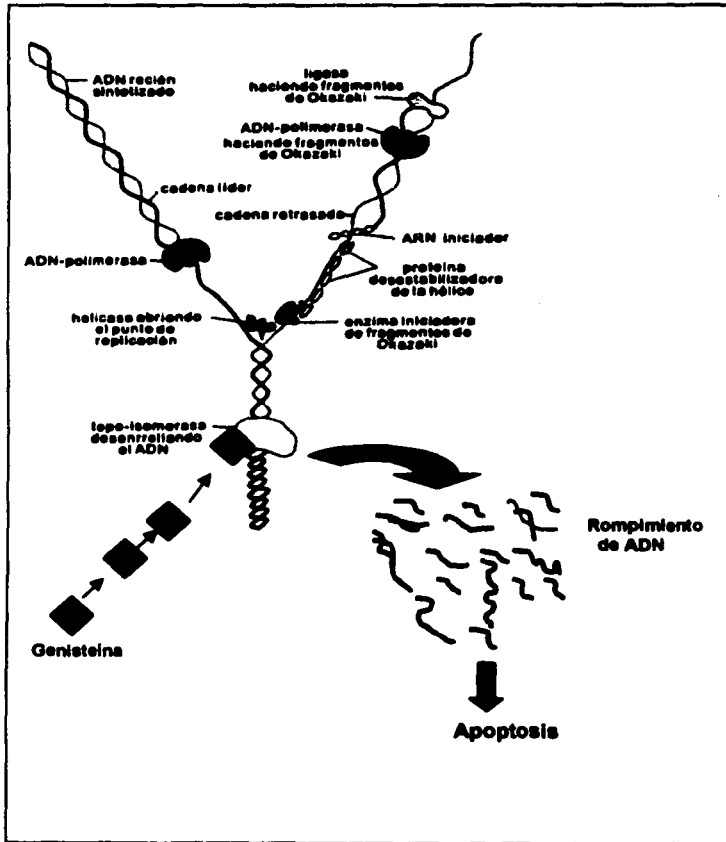 ADN recién
sintetizado
ligasa
haciendo fragmentos
de Okazaki
ADN-polimerasa
haciendo fragmentos
de Okazaki
cadena líder
cadena retrasada
ARN iniciador
ADN-polimerasa
proteína
desestabilizadora
de la hélice
helicasa abriendo
el punto de
replicación
enzima iniciadora
de fragmentos de
Okazaki
topo-isomerasa
desenrrollando
el ADN
Rompimiento
de ADN
Genisteína
Apoptosis